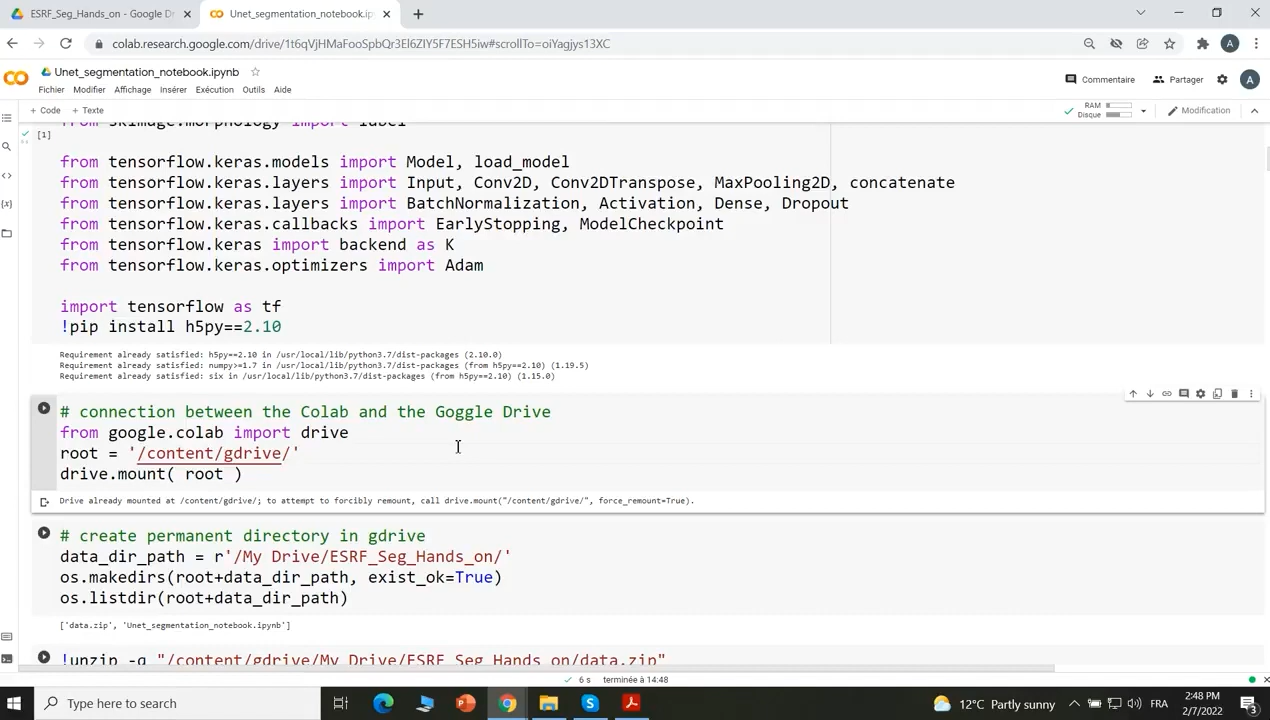 ESRF_Seg_Hands_on - Google Dr
Unet_segmentation_notebook.ipyn
colab.research.google.com/drive/1t6qVjHMaFooSpbQr3El6ZIY5F7ESH5iw#scrollTo=oiYagjys13XC
A
Unet_segmentation_notebook.ipynb
Fichier Modifier Affichage Insérer Exécution Outils Aide
Commentaire Partager A
+ Code + Texte
RAM
Disque
Modification
from skimage.morphology import label
[1]
from tensorflow.keras.models import Model, load_model
from tensorflow.keras.layers import Input, Conv2D, Conv2DTranspose, MaxPooling2D, concatenate
from tensorflow.keras.layers import BatchNormalization, Activation, Dense, Dropout
from tensorflow.keras.callbacks import EarlyStopping, ModelCheckpoint
from tensorflow.keras import backend as K
from tensorflow.keras.optimizers import Adam
import tensorflow as tf
!pip install h5py==2.10
Requirement already satisfied: h5py==2.10 in /usr/local/lib/python3.7/dist-packages (2.10.0)
Requirement already satisfied: numpy>=1.7 in /usr/local/lib/python3.7/dist-packages (from h5py==2.10) (1.19.5)
Requirement already satisfied: six in /usr/local/lib/python3.7/dist-packages (from h5py==2.10) (1.15.0)
# connection between the Colab and the Goggle Drive
from google.colab import drive
root = '/content/gdrive/'
drive.mount( root )
Drive already mounted at /content/gdrive/; to attempt to forcibly remount, call drive.mount("/content/gdrive/", force_remount=True).
# create permanent directory in gdrive
data_dir_path = r'/My Drive/ESRF_Seg_Hands_on/'
os.makedirs(root+data_dir_path, exist_ok=True)
os.listdir(root+data_dir_path)
['data.zip', 'Unet_segmentation_notebook.ipynb']
!unzip -q "/content/gdrive/My Drive/ESRF_Seg_Hands_on/data.zip"
6 s terminée à 14:48
Type here to search
12°C Partly sunny
FRA
2:48 PM
2/7/2022
3